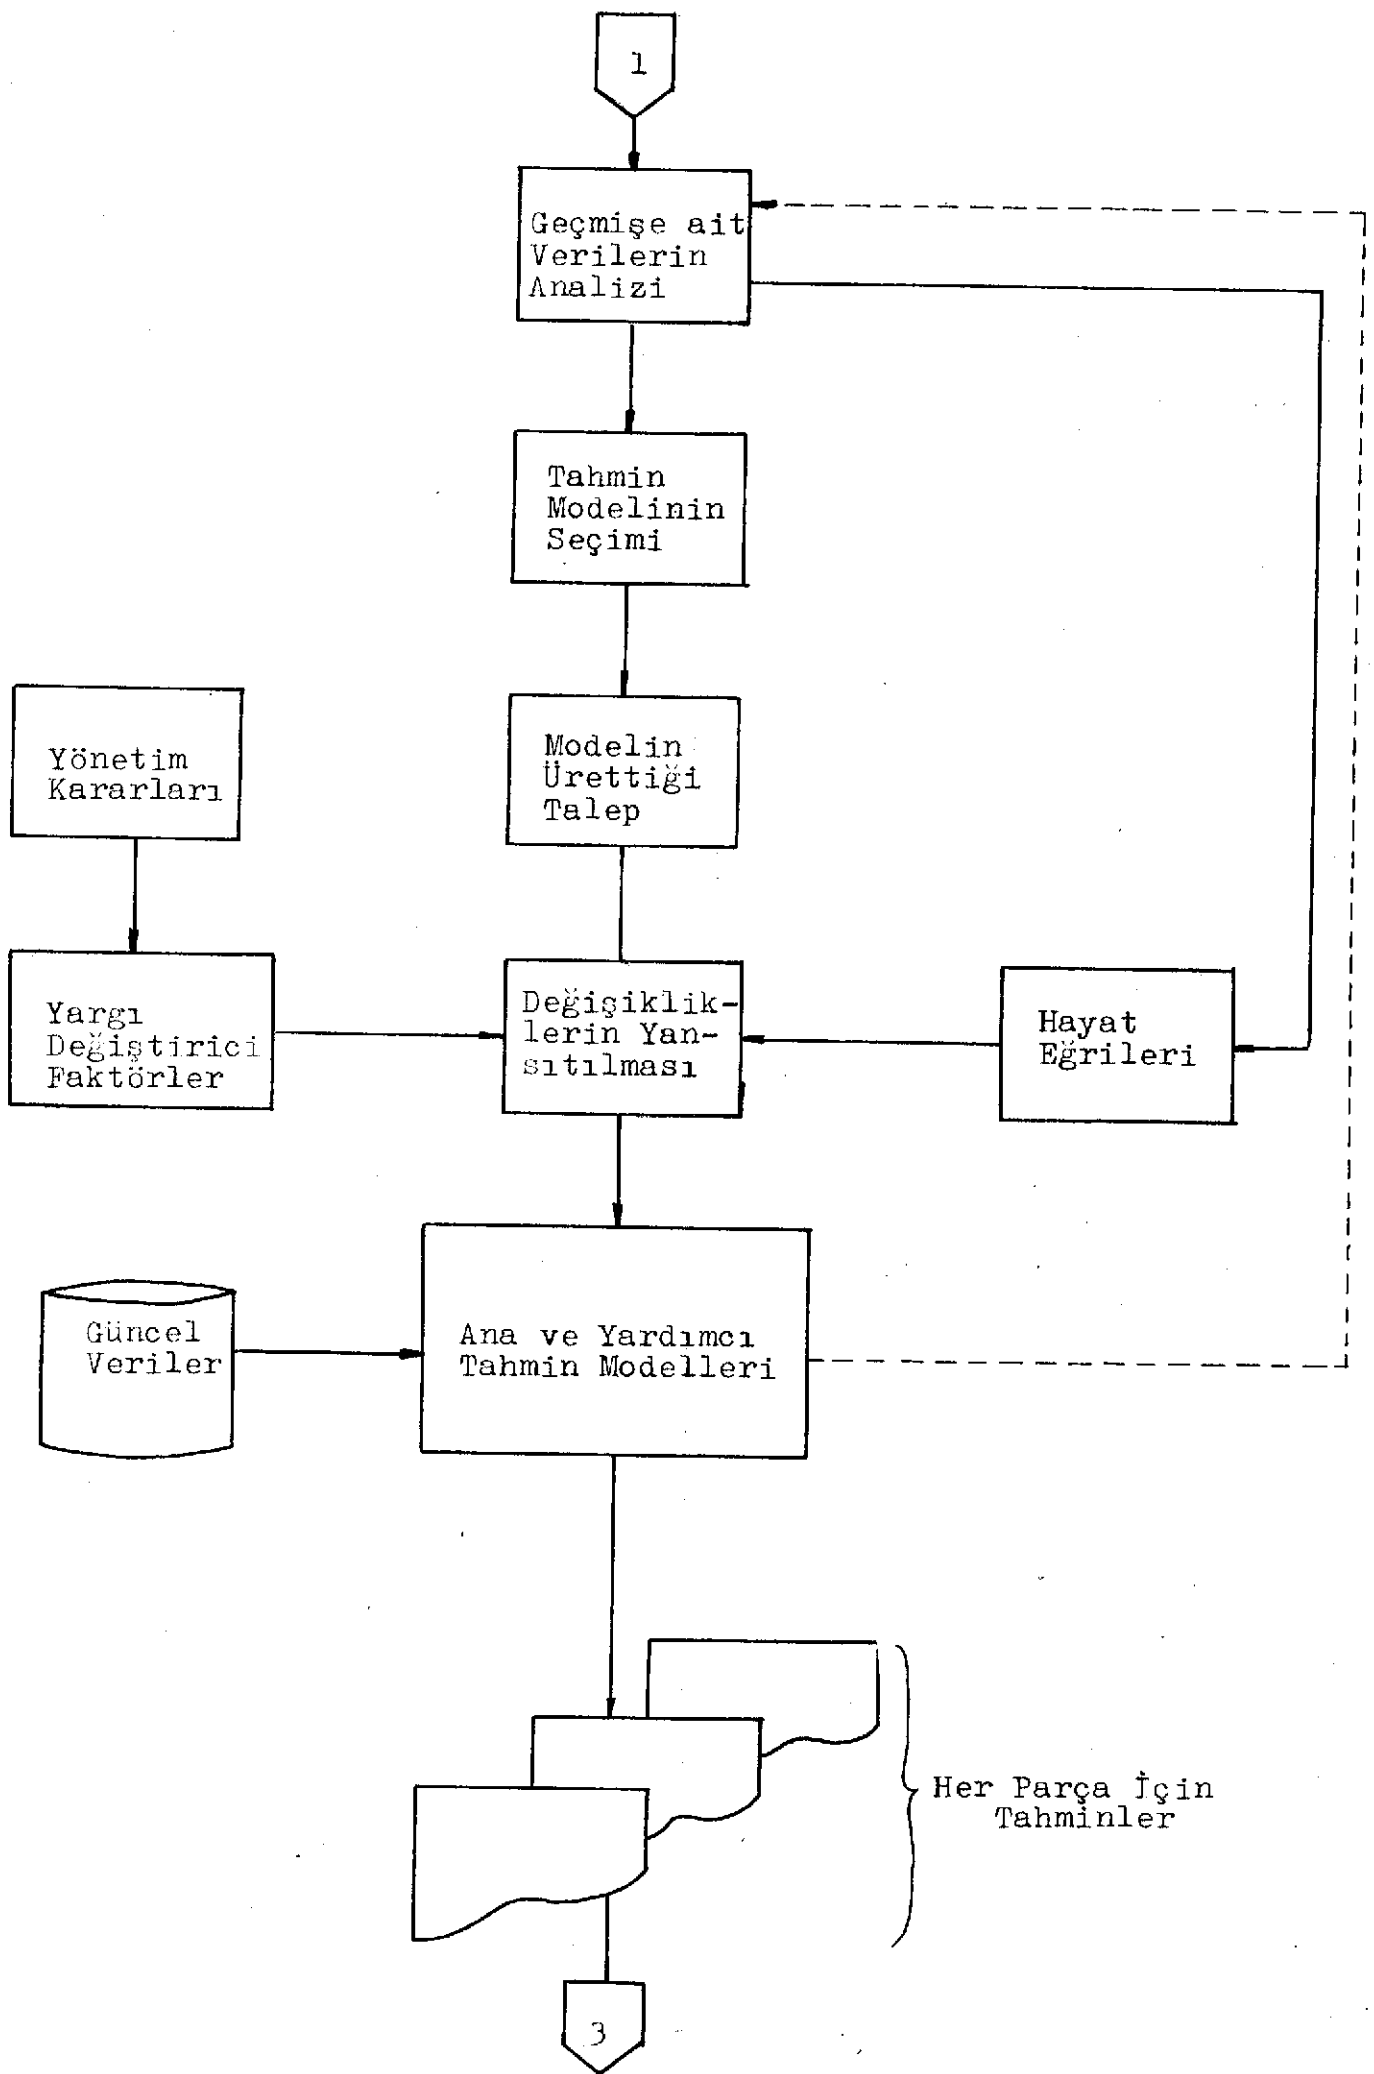 1
Geçmişe ait
Verilerin
Analizi
Tahmin
Modelinin
Seçimi
Yönetim
Kararları
Modelin
Ürettiği
Talep
Yargı
Değiştirici
Faktörler
Değişiklik-
lerin Yan-
sıtılması
Hayat
Eğrileri
Güncel
Veriler
Ana ve Yardımcı
Tahmin Modelleri
Her Parça İçin
Tahminler
3